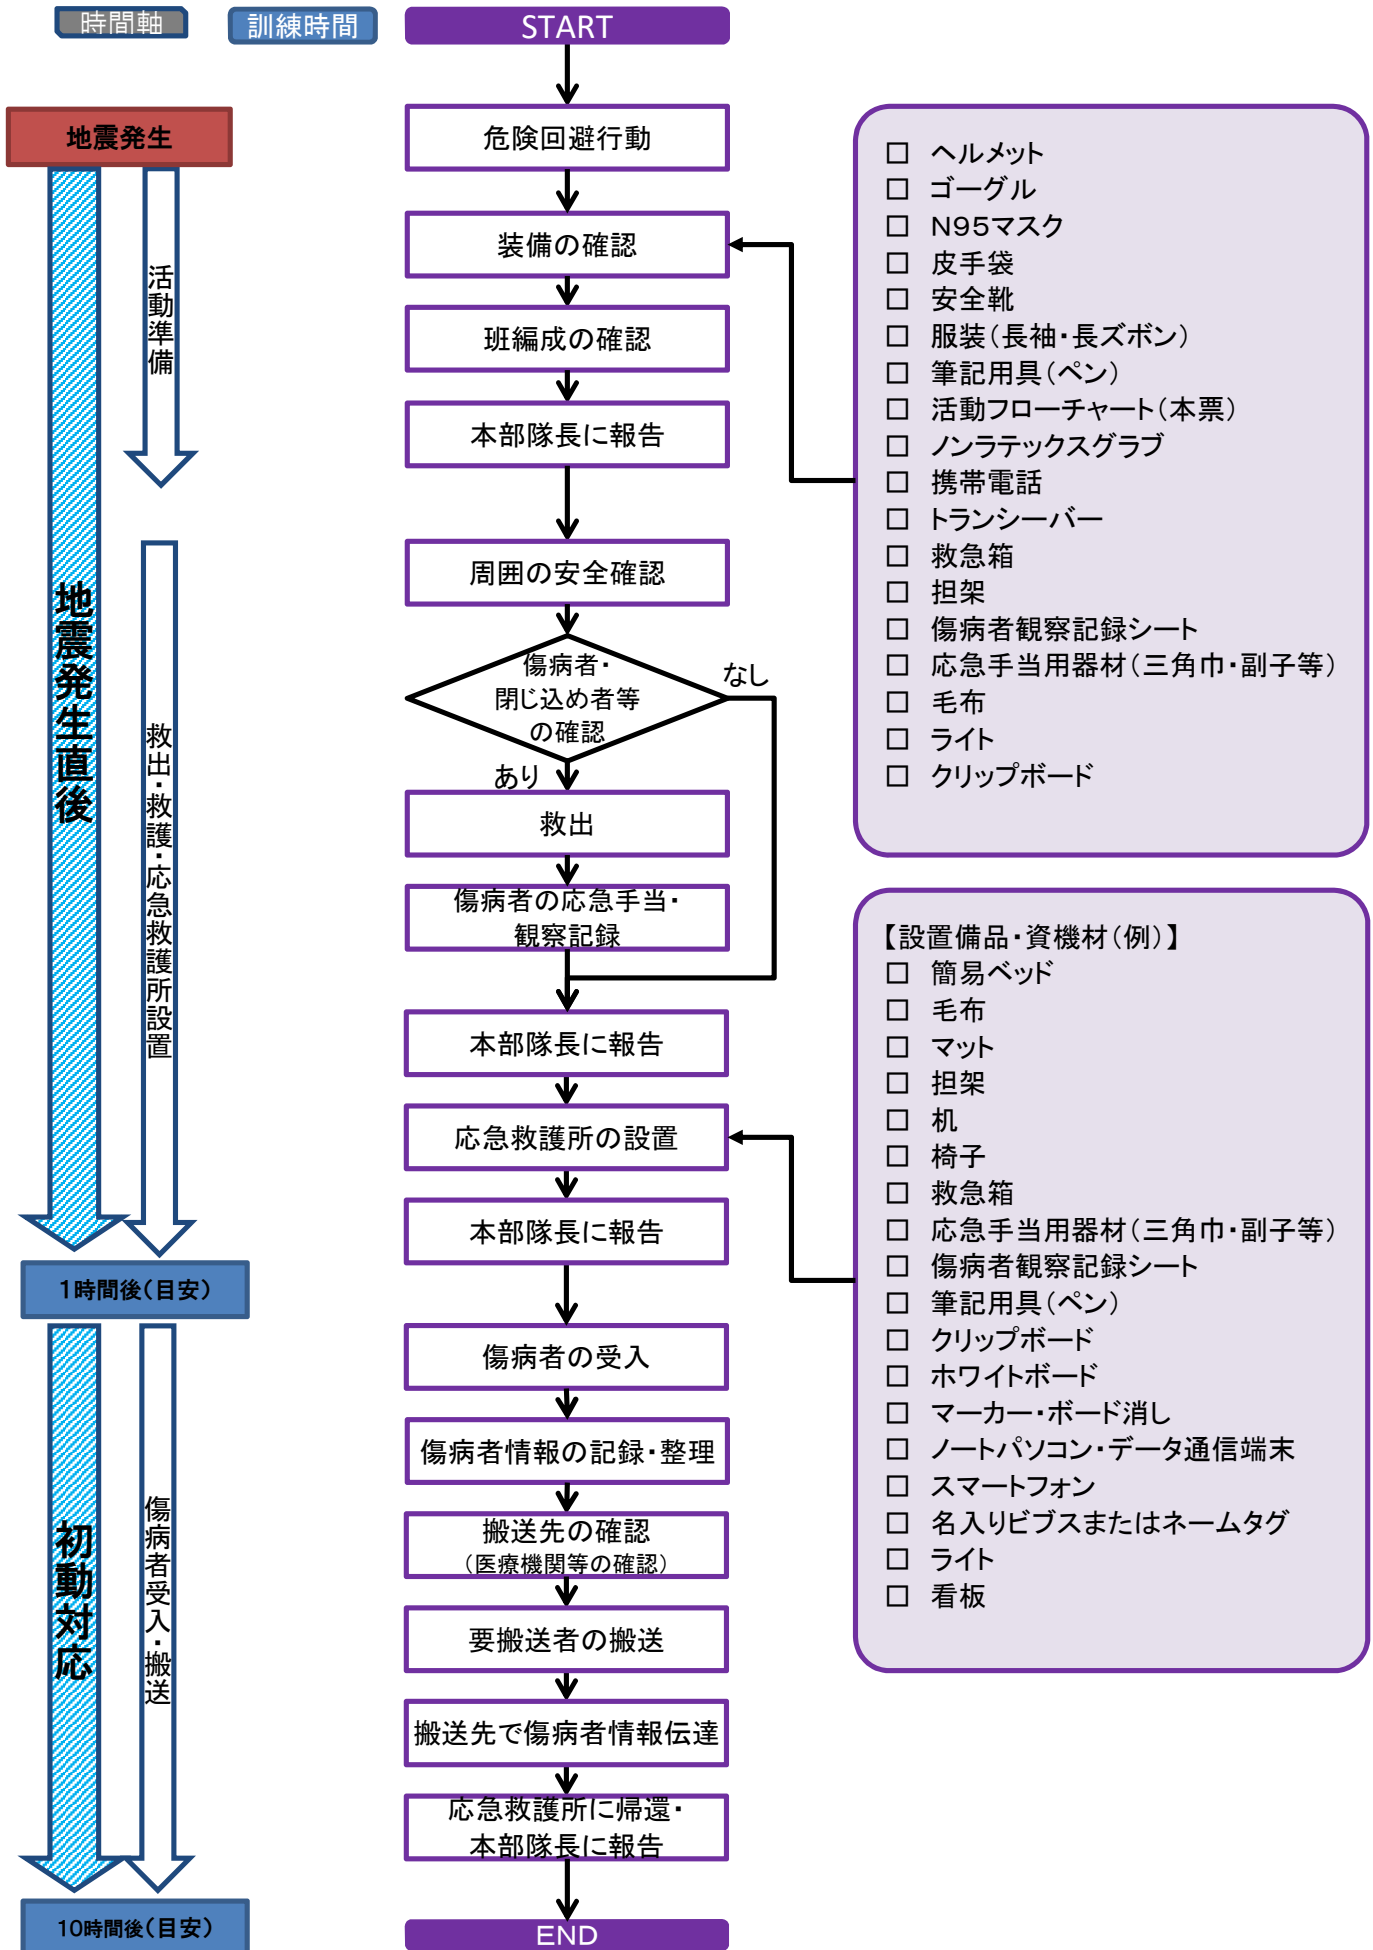 時間軸
訓練時間
START
地震発生
地震発生直後
活動準備
救出・救護・応急救護所設置
1時間後（目安）
初動対応
傷病者受入・搬送
10時間後（目安）
危険回避行動
装備の確認
班編成の確認
本部隊長に報告
周囲の安全確認
傷病者・
閉じ込め者等
の確認
なし
あり
救出
傷病者の応急手当・
観察記録
本部隊長に報告
応急救護所の設置
本部隊長に報告
傷病者の受入
傷病者情報の記録・整理
搬送先の確認
（医療機関等の確認）
要搬送者の搬送
搬送先で傷病者情報伝達
応急救護所に帰還・
本部隊長に報告
END
□ ヘルメット
□ ゴーグル
□ N95マスク
□ 皮手袋
□ 安全靴
□ 服装（長袖・長ズボン）
□ 筆記用具（ペン）
□ 活動フローチャート（本票）
□ ノンラテックスグラブ
□ 携帯電話
□ トランシーバー
□ 救急箱
□ 担架
□ 傷病者観察記録シート
□ 応急手当用器材（三角巾・副子等）
□ 毛布
□ ライト
□ クリップボード
【設置備品・資機材（例）】
□ 簡易ベッド
□ 毛布
□ マット
□ 担架
□ 机
□ 椅子
□ 救急箱
□ 応急手当用器材（三角巾・副子等）
□ 傷病者観察記録シート
□ 筆記用具（ペン）
□ クリップボード
□ ホワイトボード
□ マーカー・ボード消し
□ ノートパソコン・データ通信端末
□ スマートフォン
□ 名入りビブスまたはネームタグ
□ ライト
□ 看板